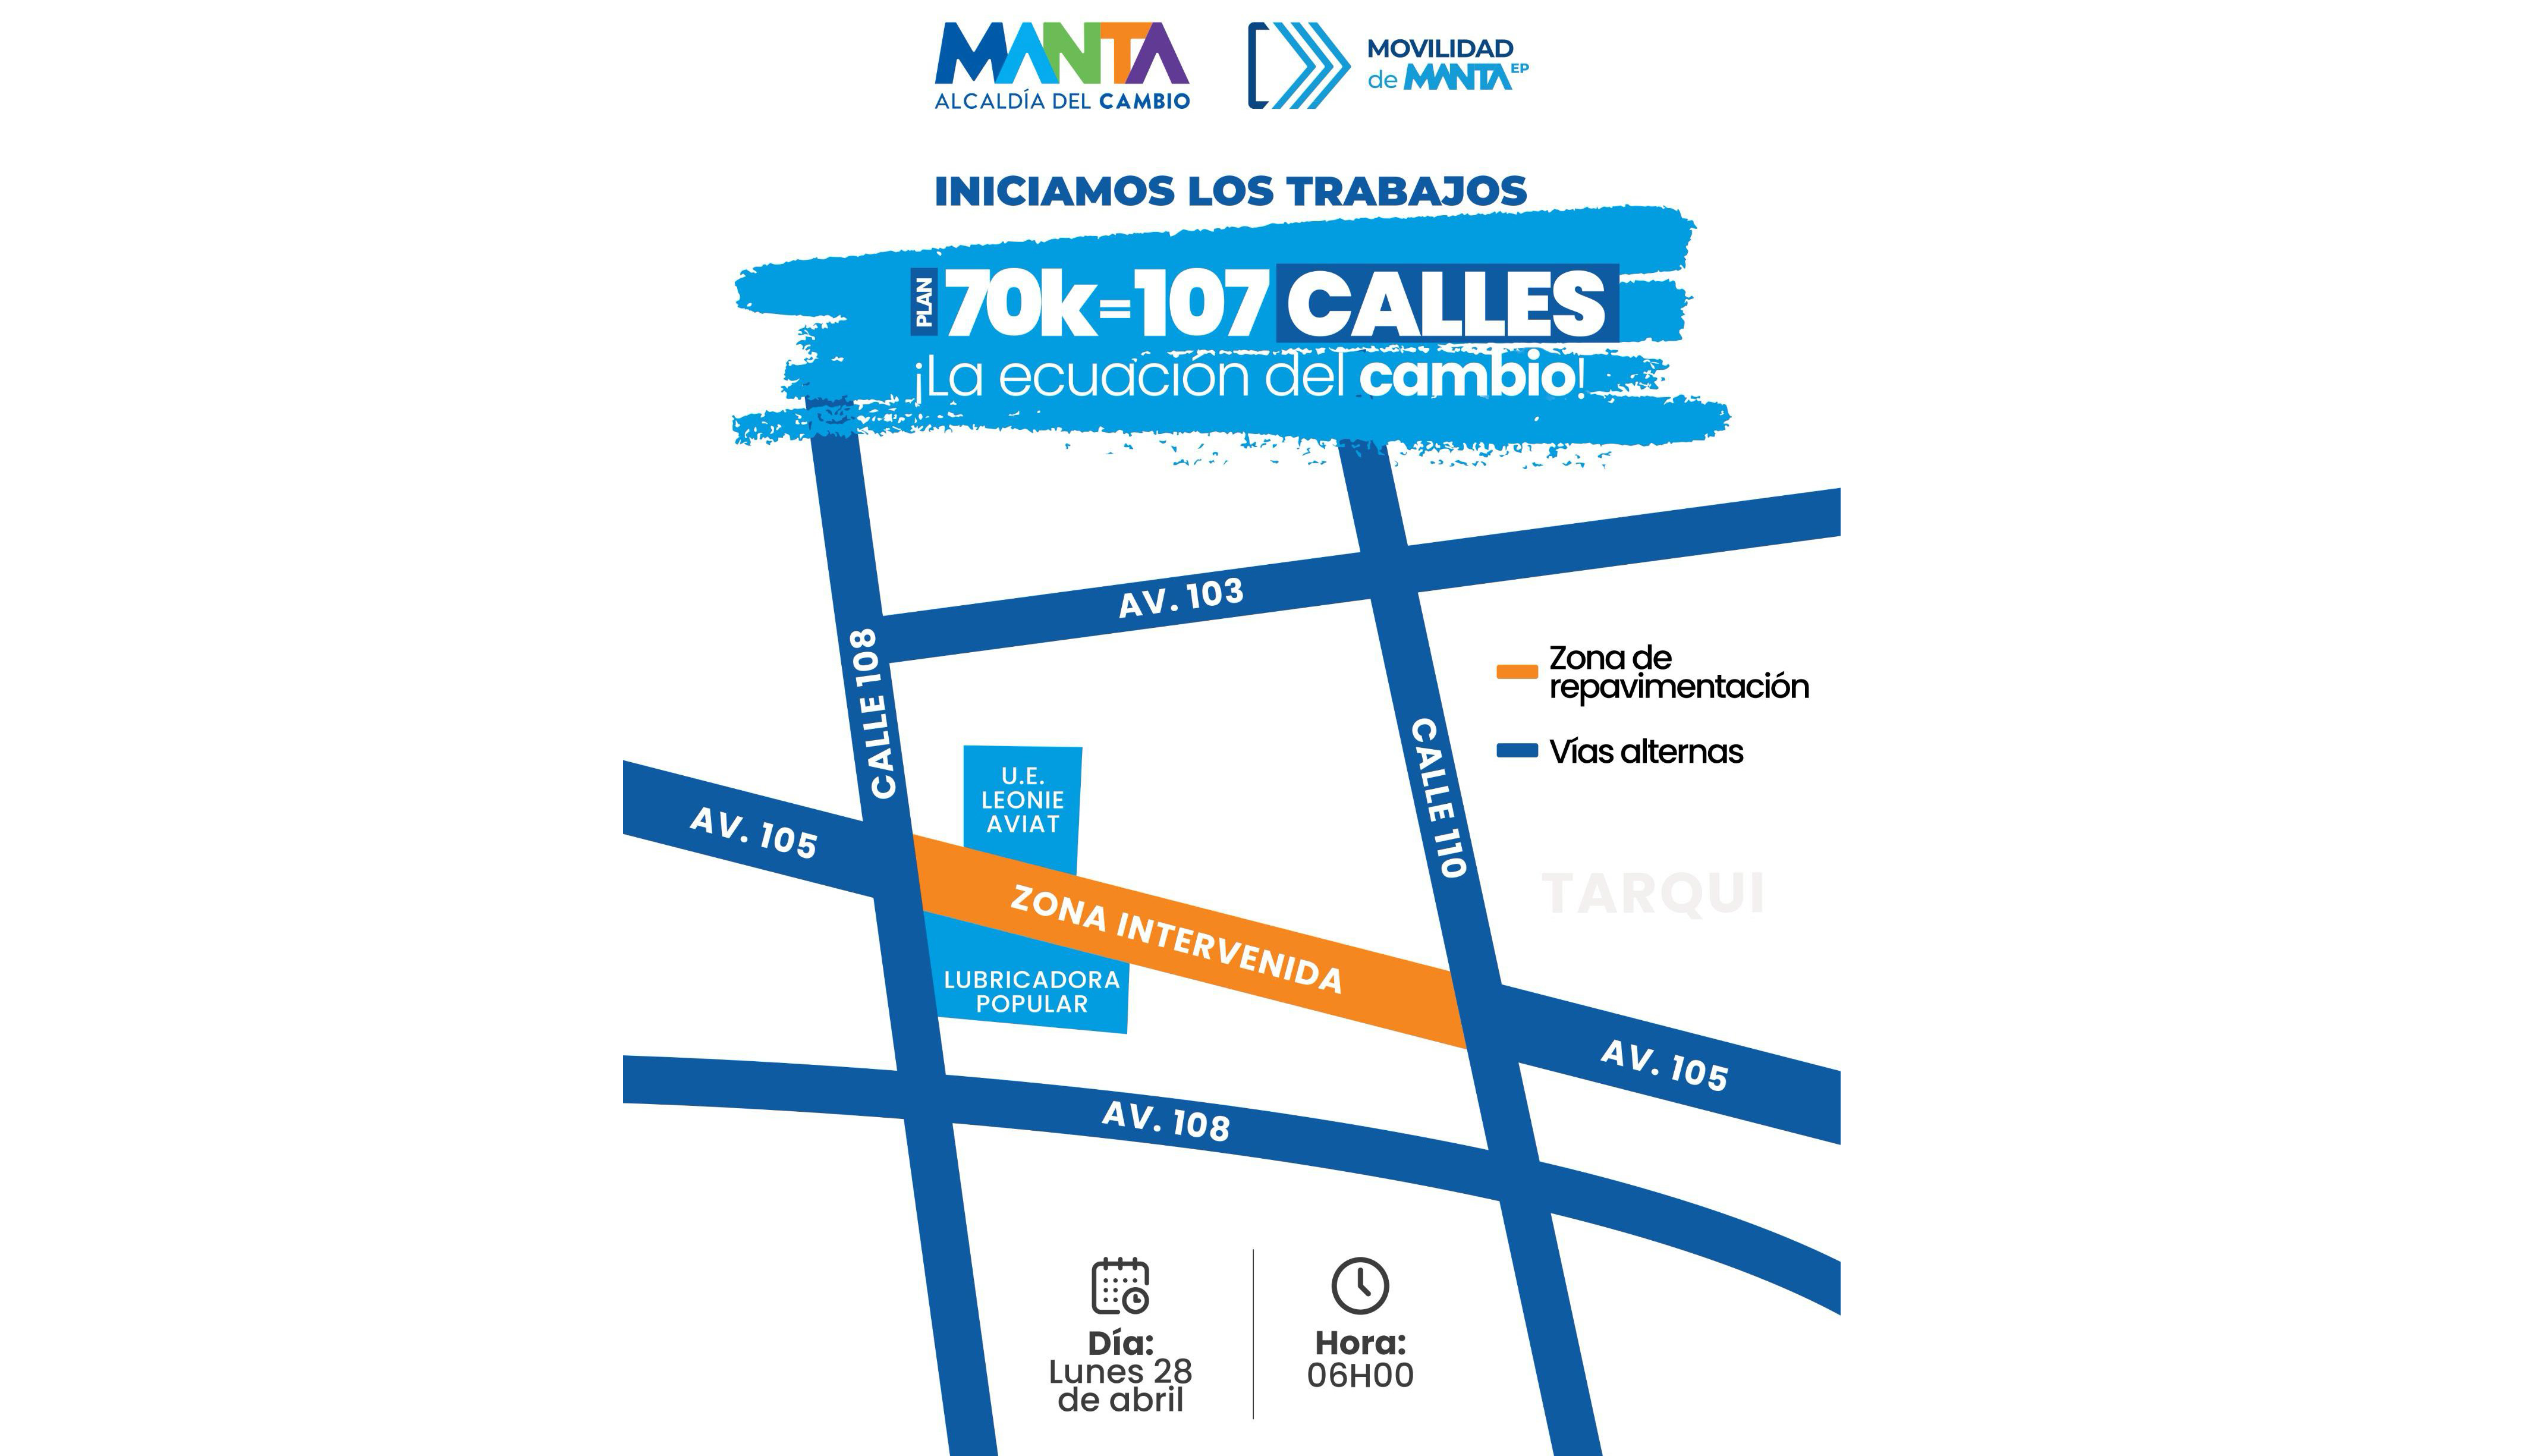 MANTA
ALCALDÍA DEL CAMBIO
MOVILIDAD
de MANTA EP
INICIAMOS LOS TRABAJOS
PLAN
70k=107 CALLES
¡La ecuación del cambio!
AV. 103
CALLE 108
Zona de
repavimentación
CALLE 110
Vías alternas
U.E.
LEONIE
AVIAT
AV. 105
TARQUI
ZONA INTERVENIDA
LUBRICADORA
POPULAR
AV. 105
AV. 108
Día:
Lunes 28
de abril
Hora:
06H00